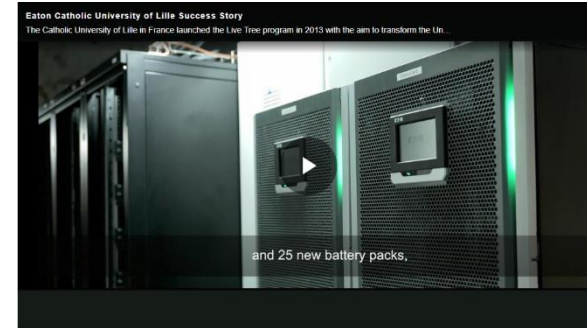 Eaton Catholic University of Lille Success Story
The Catholic University of Lille in France launched the Live Tree program in 2013 with the aim to transform the Un...
and 25 new battery packs,